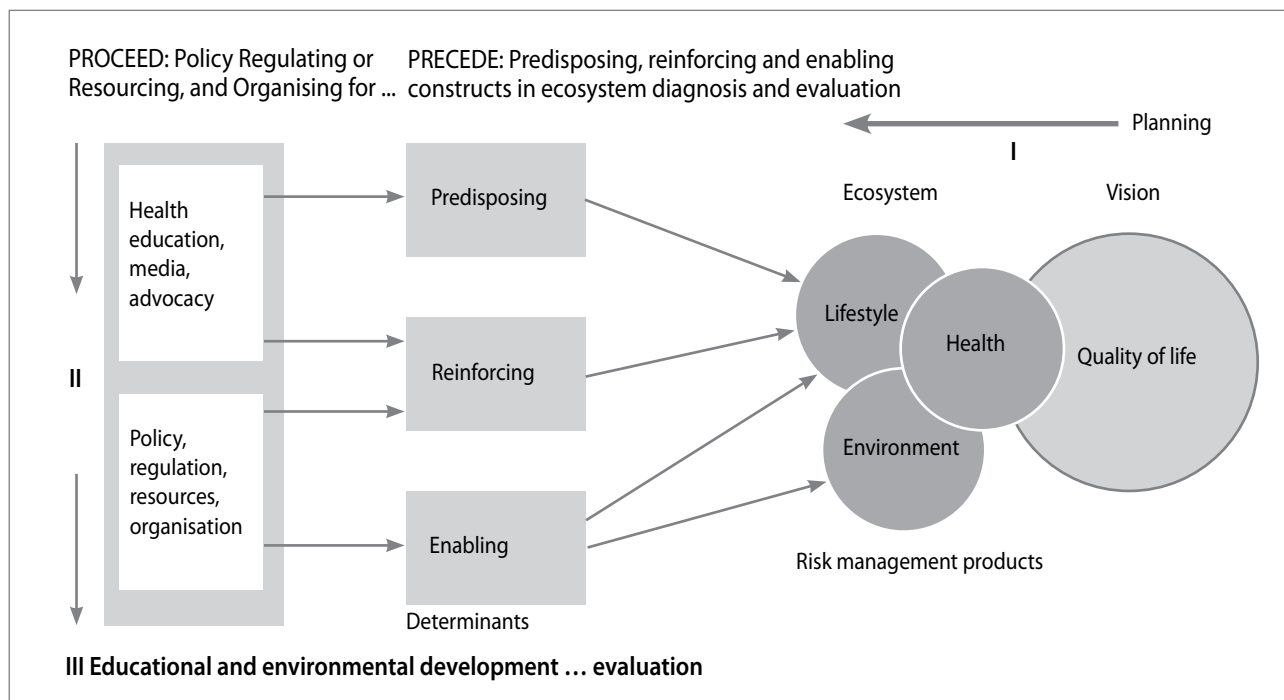 PROCEED: Policy Regulating or
Resourcing, and Organising for ...
PRECEDE: Predisposing, reinforcing and enabling
constructs in ecosystem diagnosis and evaluation
Planning
I
Ecosystem
Vision
Health
education,
media,
advocacy
Predisposing
Lifestyle
Health
Quality of life
Reinforcing
II
Policy,
regulation,
resources,
organisation
Environment
Enabling
Risk management products
Determinants
III Educational and environmental development … evaluation